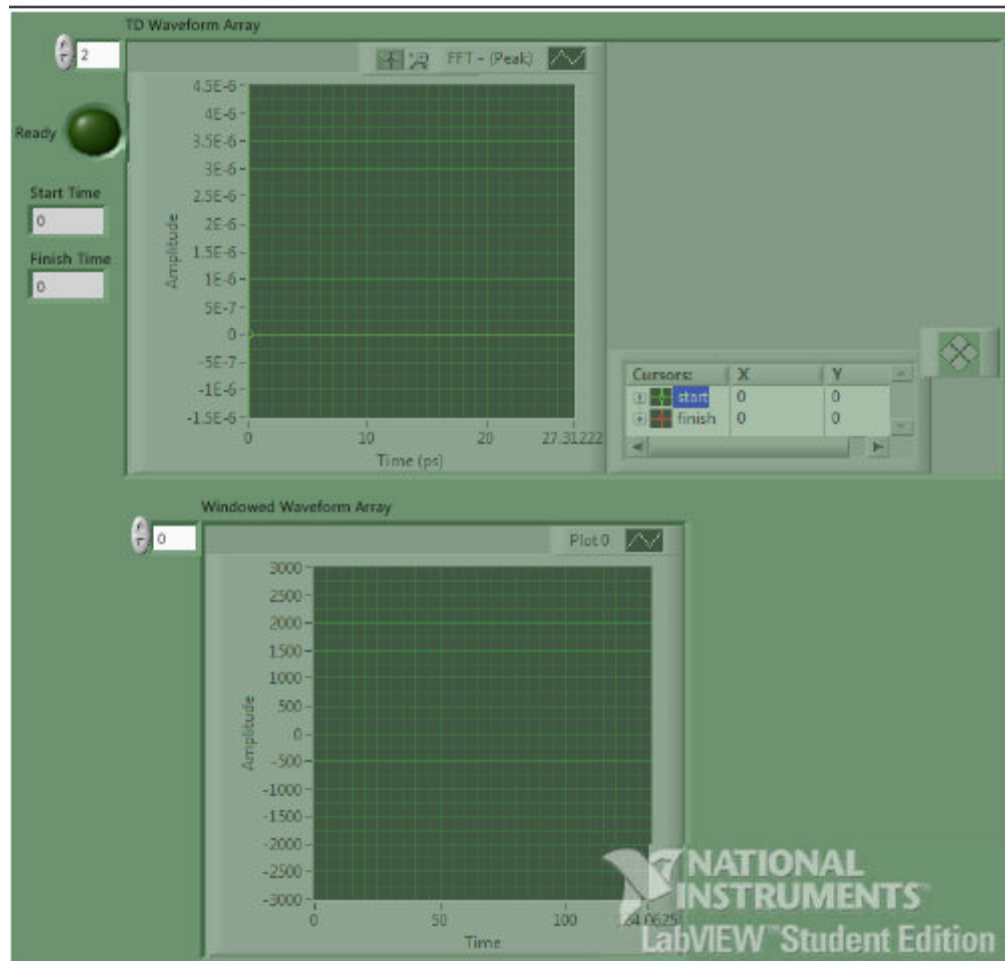 TD Waveform Array
2
FFT - (Peak)
Ready
Start Time
0
Finish Time
0
Amplitude
4.5E-6
4E-6
3.5E-6
3E-6
2.5E-6
2E-6
1.5E-6
1E-6
5E-7
0
-5E-7
-1E-6
-1.5E-6
0 10 20 27.31222
Time (ps)
Cursors: X Y
start 0 0
finish 0 0
Windowed Waveform Array
0
Plot 0
Amplitude
3000
2500
2000
1500
1000
500
0
-500
-1000
-1500
-2000
-2500
-3000
0 50 100
Time
NATIONAL
INSTRUMENTS™
LabVIEW™ Student Edition